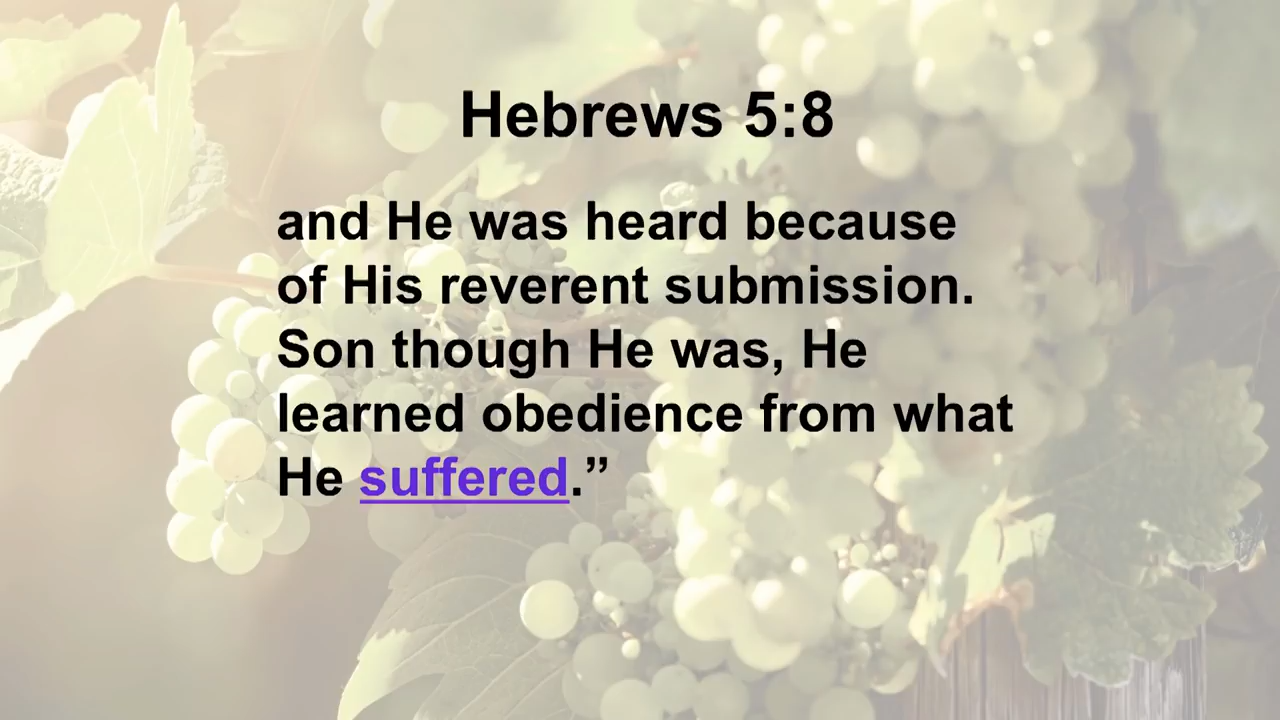 Hebrews 5:8
and He was heard because
of His reverent submission.
Son though He was, He
learned obedience from what
He suffered.”